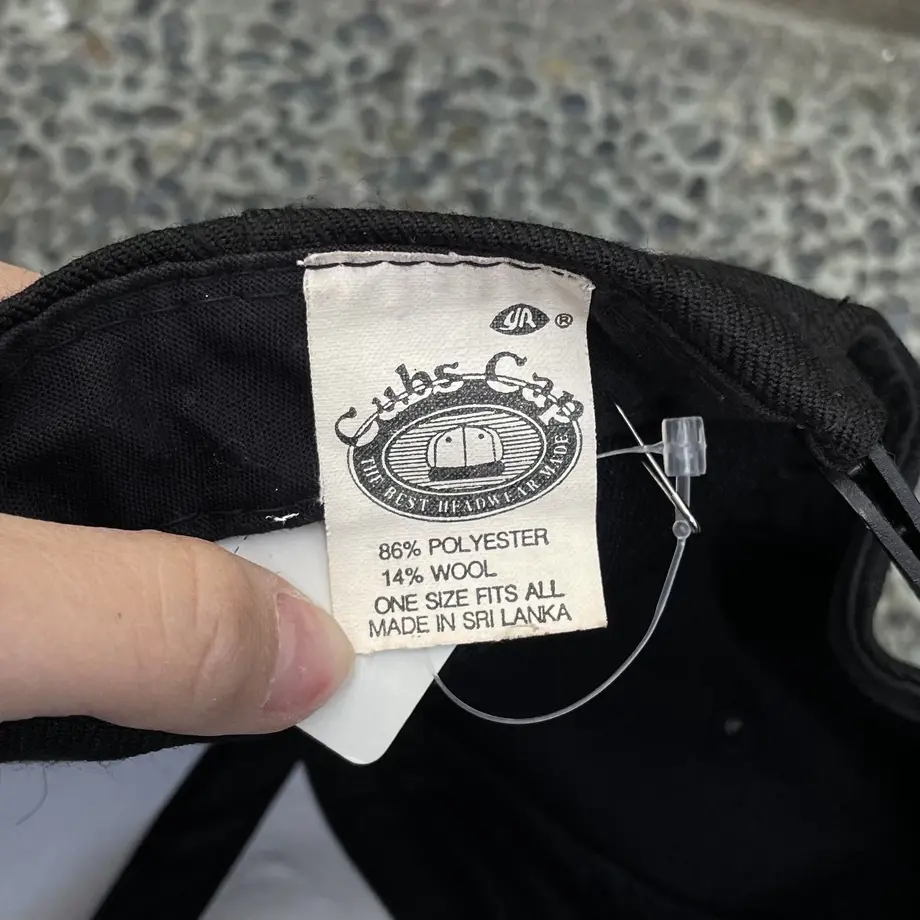 YA ®
Cubs Cap
THE BEST HEADWEAR MADE
86% POLYESTER
14% WOOL
ONE SIZE FITS ALL
MADE IN SRI LANKA